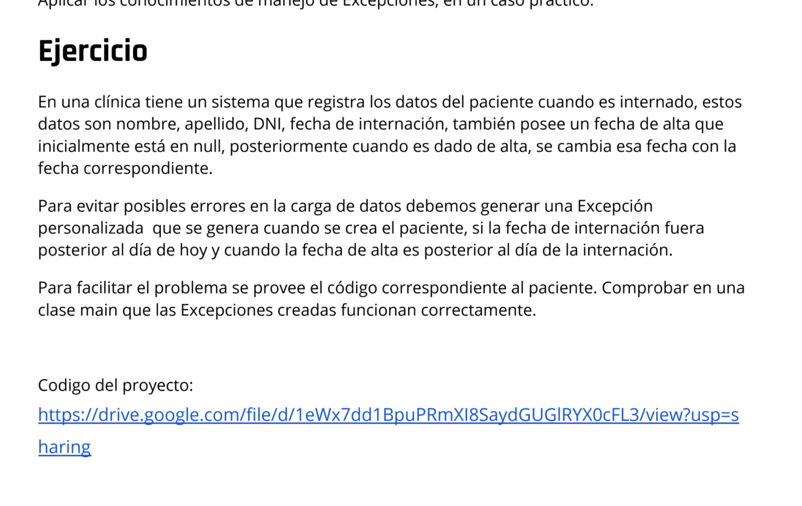 Aplicar los conocimientos de manejo de Excepciones, en un caso práctico.
Ejercicio
En una clínica tiene un sistema que registra los datos del paciente cuando es internado, estos
datos son nombre, apellido, DNI, fecha de internación, también posee un fecha de alta que
inicialmente está en null, posteriormente cuando es dado de alta, se cambia esa fecha con la
fecha correspondiente.
Para evitar posibles errores en la carga de datos debemos generar una Excepción
personalizada  que se genera cuando se crea el paciente, si la fecha de internación fuera
posterior al día de hoy y cuando la fecha de alta es posterior al día de la internación.
Para facilitar el problema se provee el código correspondiente al paciente. Comprobar en una
clase main que las Excepciones creadas funcionan correctamente.
Codigo del proyecto:
https://drive.google.com/file/d/1eWx7dd1BpuPRmXI8SaydGUGlRYX0cFL3/view?usp=s
haring